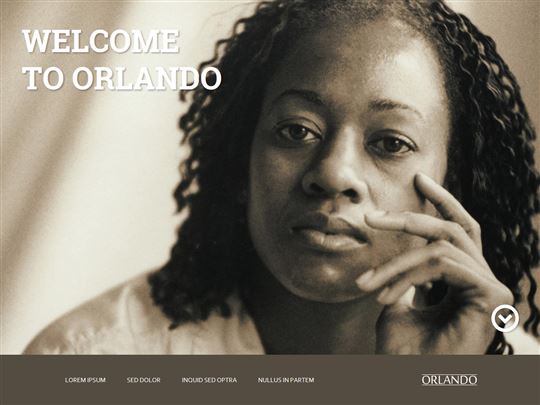 WELCOME
TO ORLANDO
LOREM IPSUM
SED DOLOR
INQUID SED OPTRA
NULLUS IN PARTEM
ORLANDO